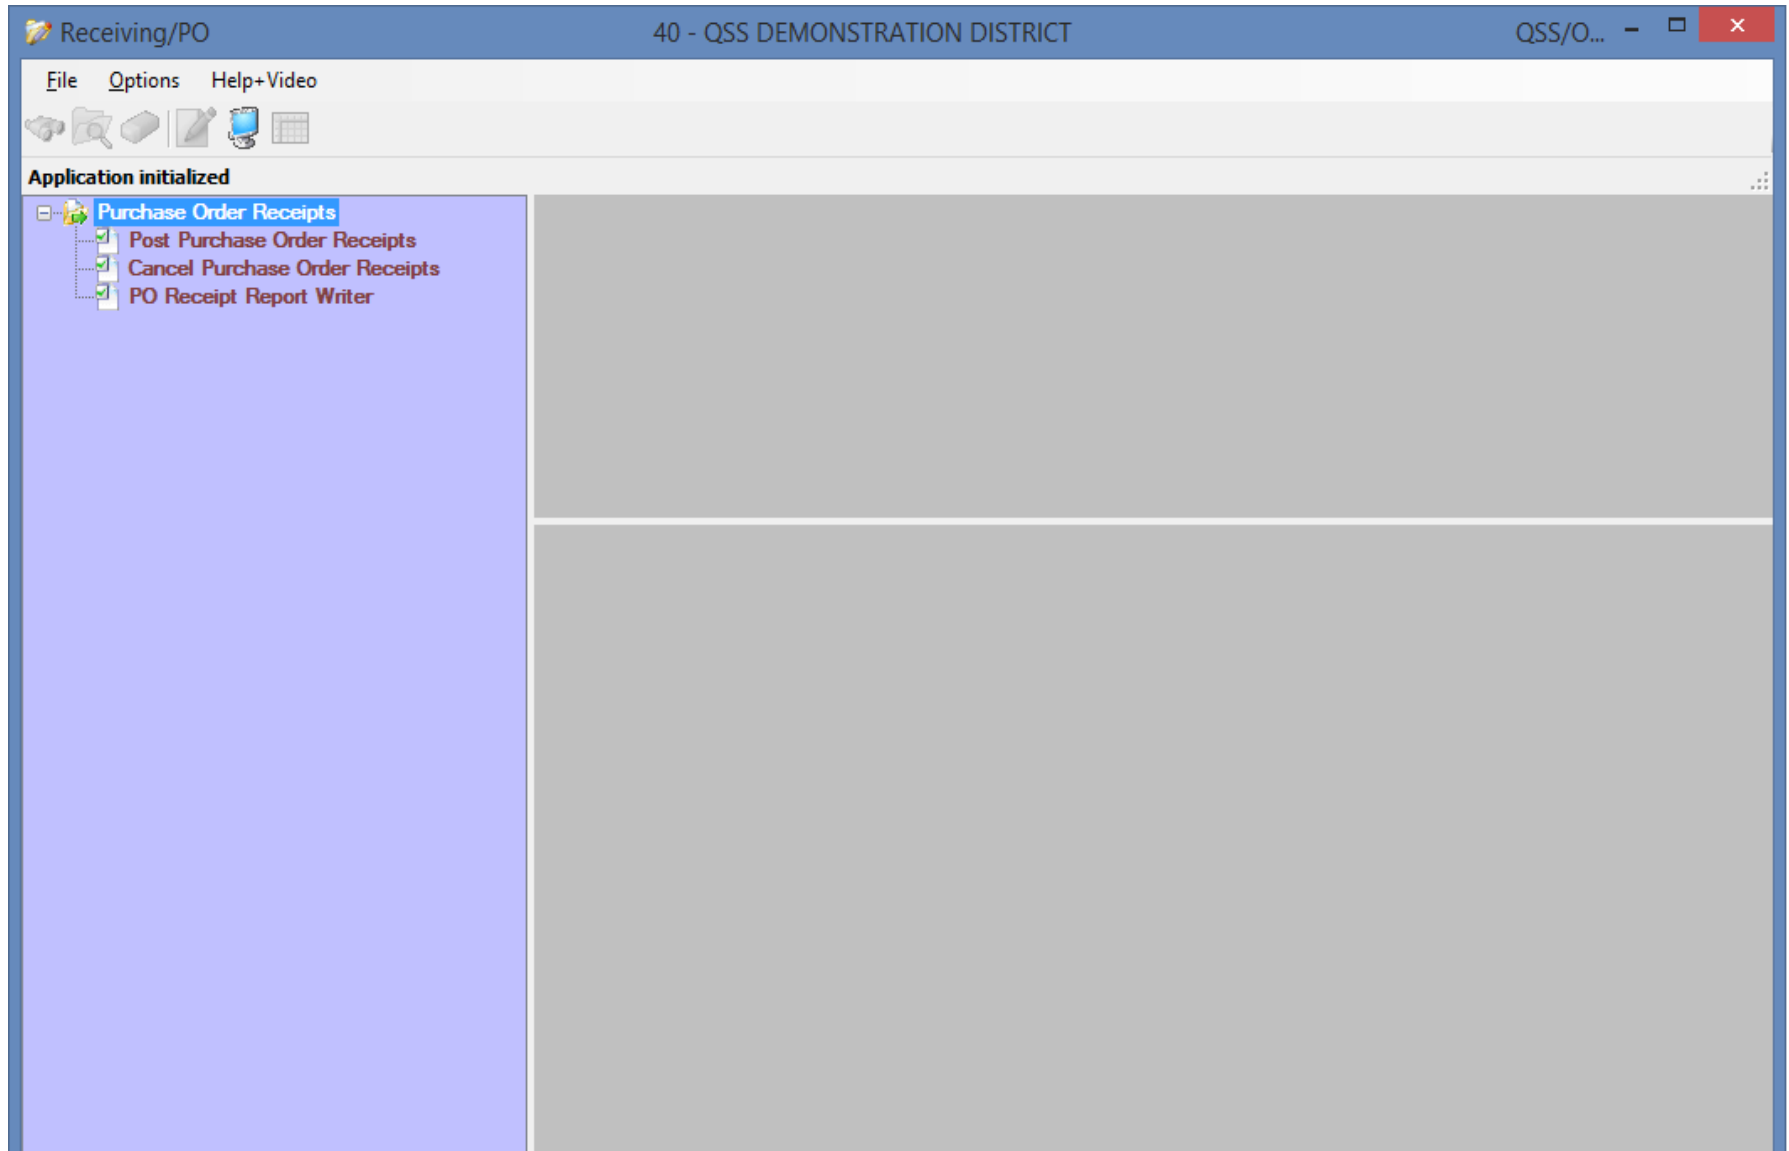 Receiving/PO 40 - QSS DEMONSTRATION DISTRICT QSS/O...
File Options Help+Video
Application initialized
Purchase Order Receipts
Post Purchase Order Receipts
Cancel Purchase Order Receipts
PO Receipt Report Writer